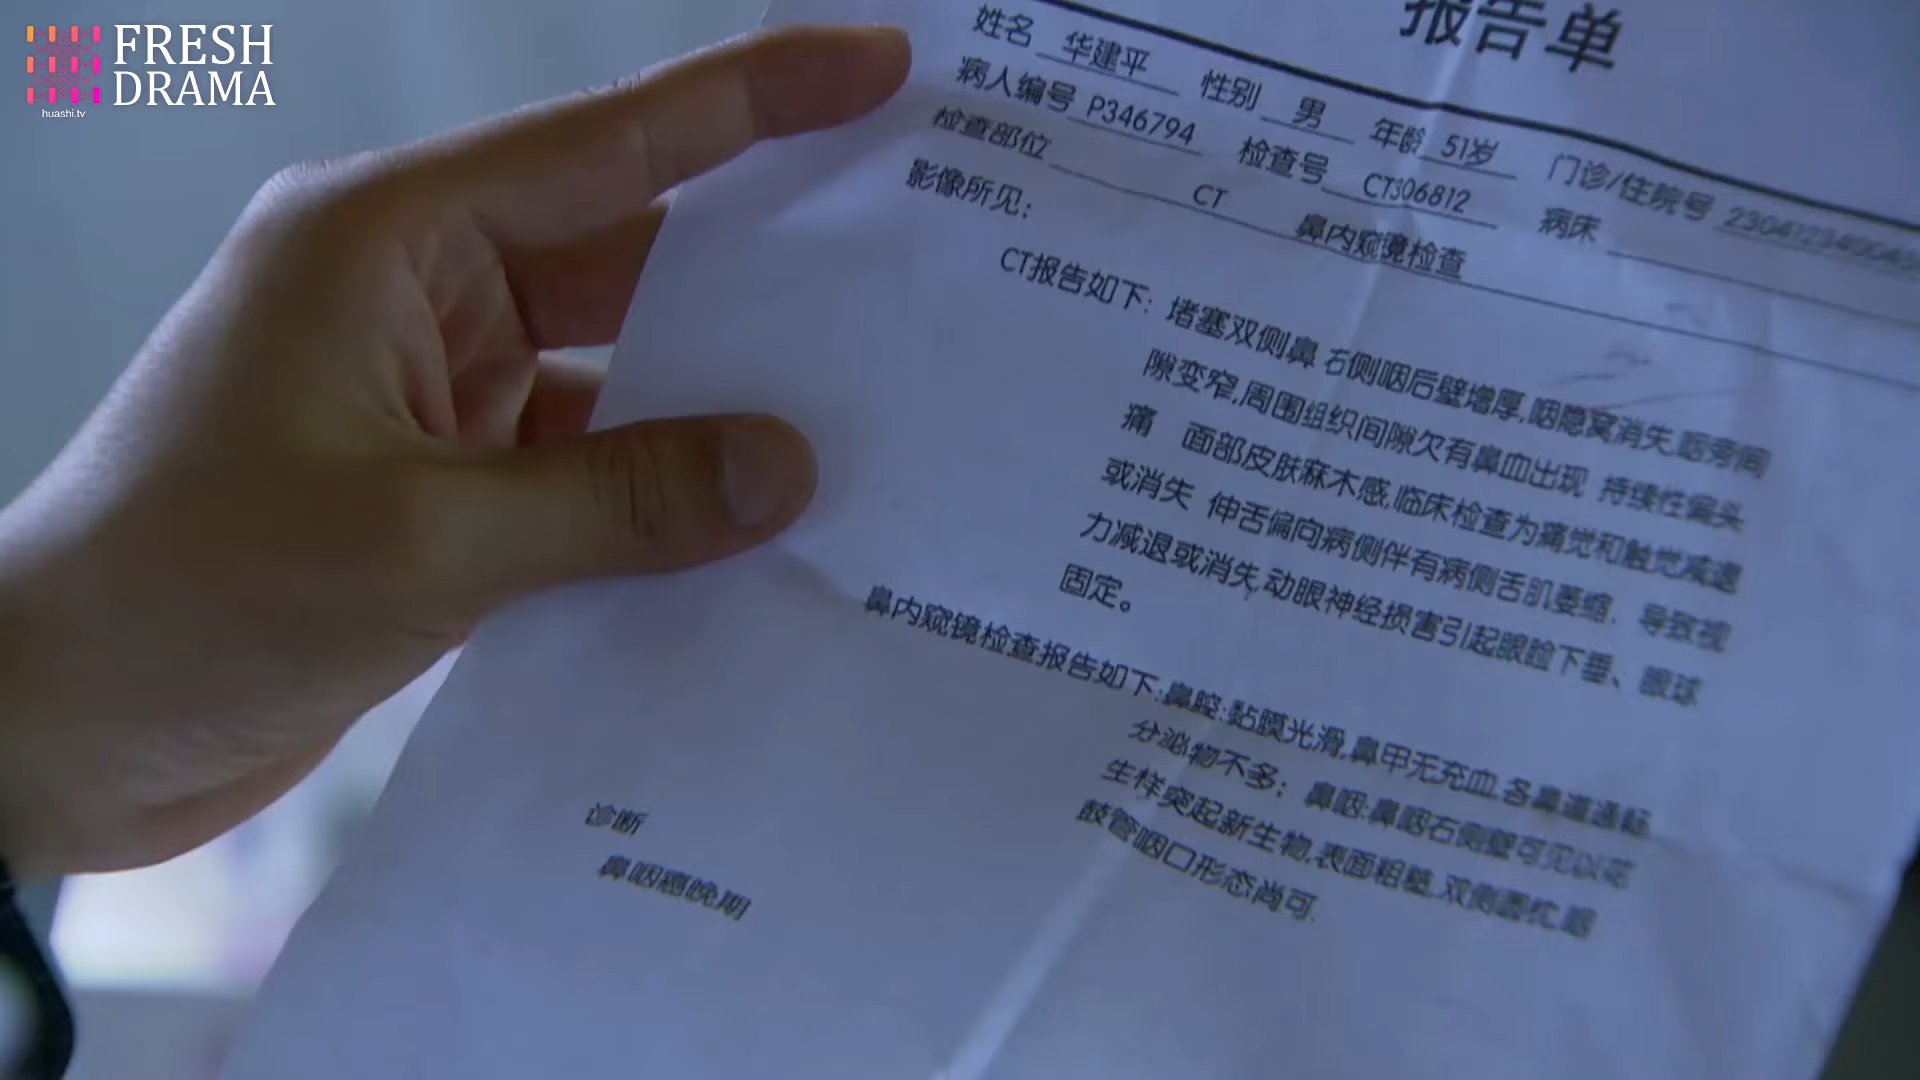 FRESH
DRAMA
huashi.tv
报告单
姓名 华建平 性别 男 年龄 51岁 门诊/住院号
病人编号 P346794 检查号 CT306812 病床
检查部位 CT 鼻内窥镜检查
影像所见:
CT报告如下: 堵塞双侧鼻 右侧咽后壁增厚,咽隐窝消失,咽旁间
隙变窄,周围组织间隙欠有鼻血出现 持续性偏头
痛 面部皮肤麻木感,临床检查为痛觉和触觉减退
或消失 伸舌偏向病侧伴有病侧舌肌萎缩, 导致视
力减退或消失,动眼神经损害引起眼睑下垂、眼球
固定。
鼻内窥镜检查报告如下:鼻腔:黏膜光滑,鼻甲无充血,各鼻道通畅
分泌物不多; 鼻咽:鼻咽右侧壁可见以花
生样突起新生物,表面粗糙,双侧圆枕,咽
鼓管咽口形态尚可.
诊断
鼻咽癌晚期